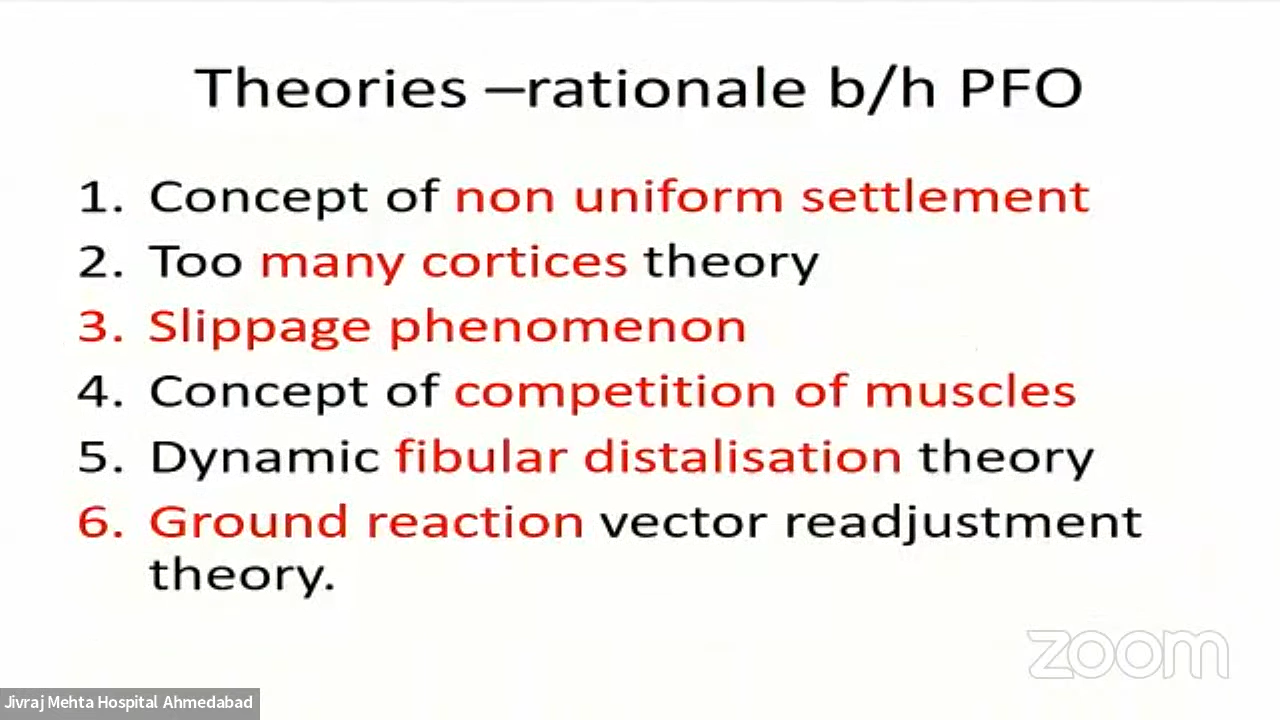 Theories –rationale b/h PFO
1. Concept of non uniform settlement
2. Too many cortices theory
3. Slippage phenomenon
4. Concept of competition of muscles
5. Dynamic fibular distalisation theory
6. Ground reaction vector readjustment
theory.
zoom
Jivraj Mehta Hospital Ahmedabad